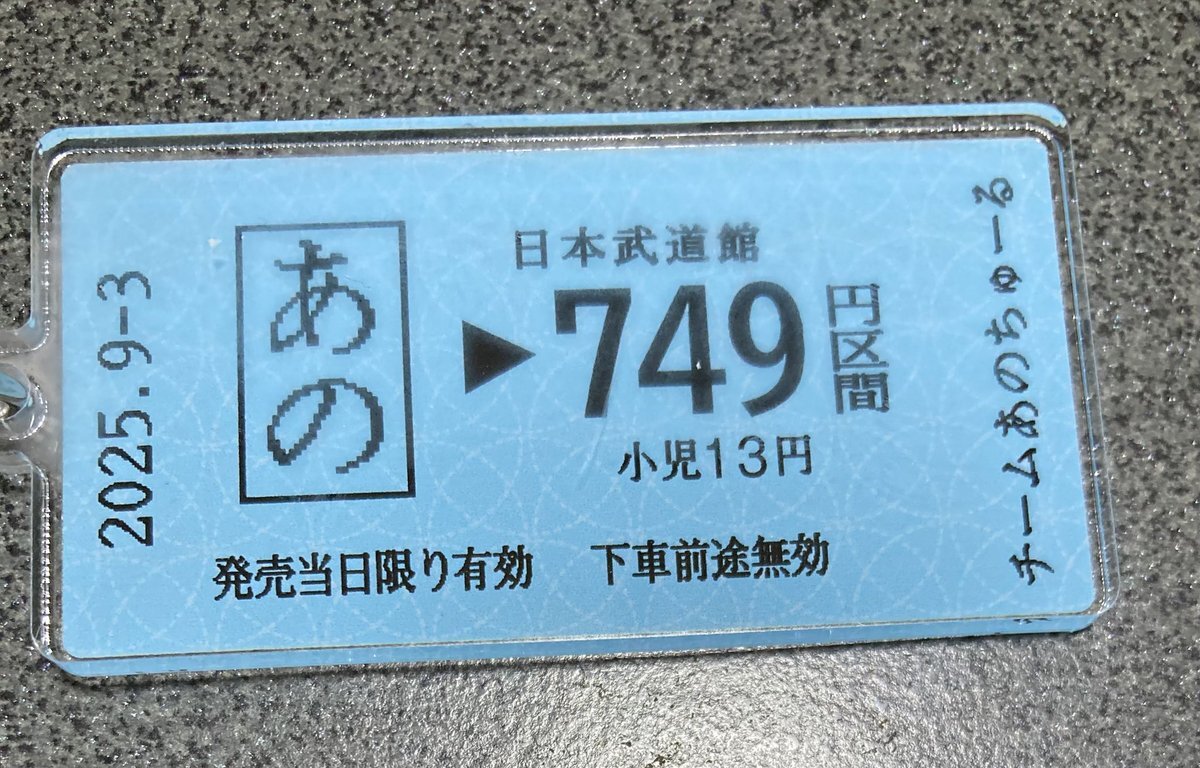 2025.9-3
あの
日本武道館
▶749円区間
小児13円
発売当日限り有効 下車前途無効
チームあのちゅーる